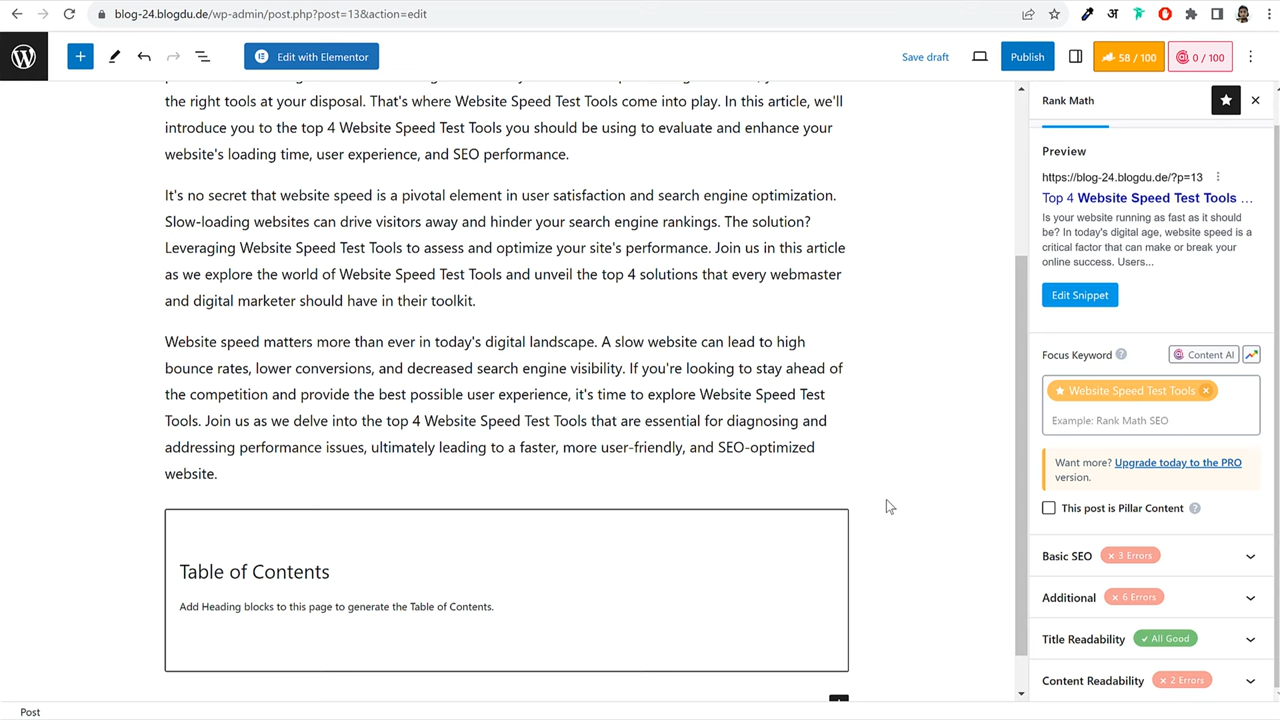 blog-24.blogdu.de/wp-admin/post.php?post=13&action=edit
Edit with Elementor
Save draft
Publish
58 / 100
0 / 100
the right tools at your disposal. That's where Website Speed Test Tools come into play. In this article, we'll
introduce you to the top 4 Website Speed Test Tools you should be using to evaluate and enhance your
website's loading time, user experience, and SEO performance.
It's no secret that website speed is a pivotal element in user satisfaction and search engine optimization.
Slow-loading websites can drive visitors away and hinder your search engine rankings. The solution?
Leveraging Website Speed Test Tools to assess and optimize your site's performance. Join us in this article
as we explore the world of Website Speed Test Tools and unveil the top 4 solutions that every webmaster
and digital marketer should have in their toolkit.
Website speed matters more than ever in today's digital landscape. A slow website can lead to high
bounce rates, lower conversions, and decreased search engine visibility. If you're looking to stay ahead of
the competition and provide the best possible user experience, it's time to explore Website Speed Test
Tools. Join us as we delve into the top 4 Website Speed Test Tools that are essential for diagnosing and
addressing performance issues, ultimately leading to a faster, more user-friendly, and SEO-optimized
website.
Table of Contents
Add Heading blocks to this page to generate the Table of Contents.
Post
Rank Math
Preview
https://blog-24.blogdu.de/?p=13
Top 4 Website Speed Test Tools ...
Is your website running as fast as it should
be? In today's digital age, website speed is a
critical factor that can make or break your
online success. Users...
Edit Snippet
Focus Keyword
Content AI
Website Speed Test Tools
Example: Rank Math SEO
Want more? Upgrade today to the PRO
version.
This post is Pillar Content
Basic SEO × 3 Errors
Additional × 6 Errors
Title Readability ✓ All Good
Content Readability × 2 Errors